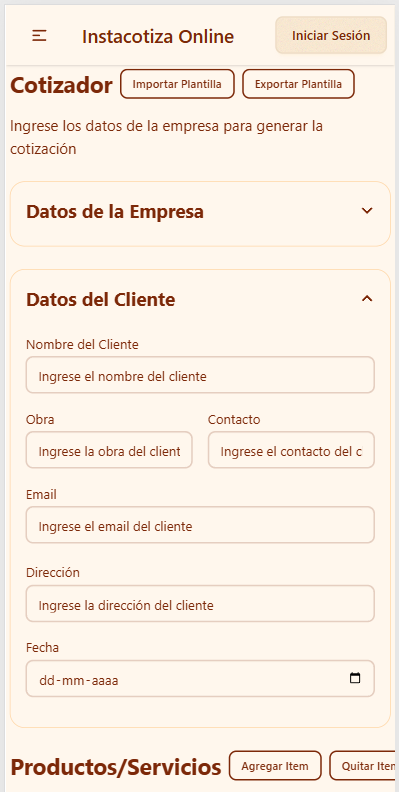 Instacotiza Online
Iniciar Sesión
Cotizador
Importar Plantilla
Exportar Plantilla
Ingrese los datos de la empresa para generar la
cotización
Datos de la Empresa
Datos del Cliente
Nombre del Cliente
Ingrese el nombre del cliente
Obra
Contacto
Ingrese la obra del client
Ingrese el contacto del c
Email
Ingrese el email del cliente
Dirección
Ingrese la dirección del cliente
Fecha
dd-mm-aaaa
Productos/Servicios
Agregar Item
Quitar Item